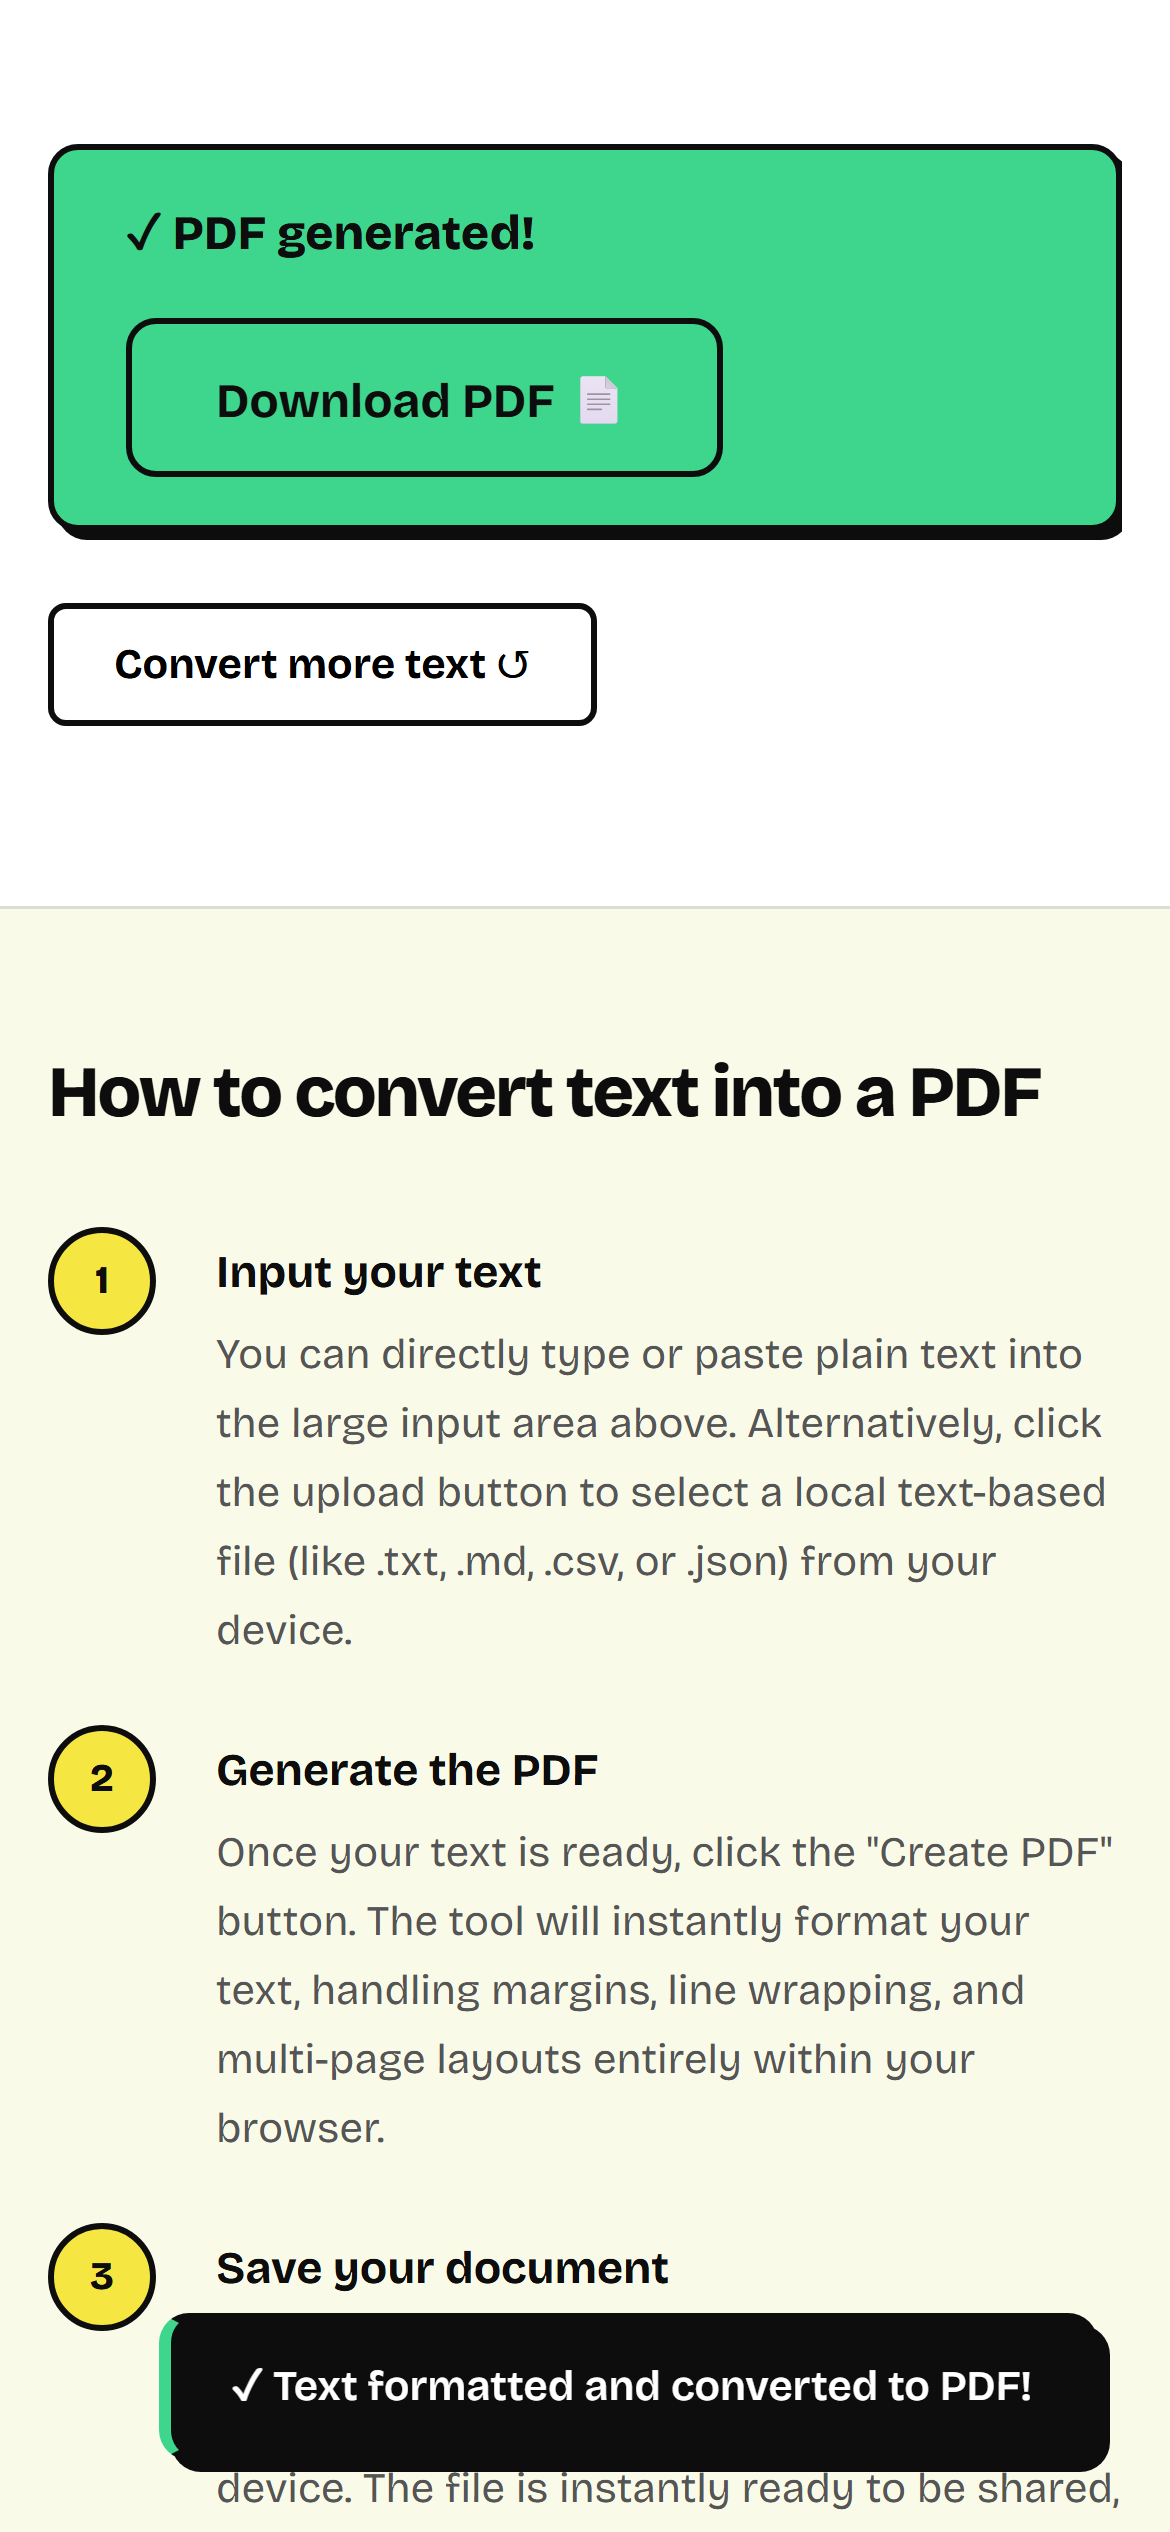 ✓ PDF generated!
Download PDF
Convert more text ↺
How to convert text into a PDF
1
Input your text
You can directly type or paste plain text into
the large input area above. Alternatively, click
the upload button to select a local text-based
file (like .txt, .md, .csv, or .json) from your
device.
2
Generate the PDF
Once your text is ready, click the "Create PDF"
button. The tool will instantly format your
text, handling margins, line wrapping, and
multi-page layouts entirely within your
browser.
3
Save your document
✓ Text formatted and converted to PDF!
device. The file is instantly ready to be shared,